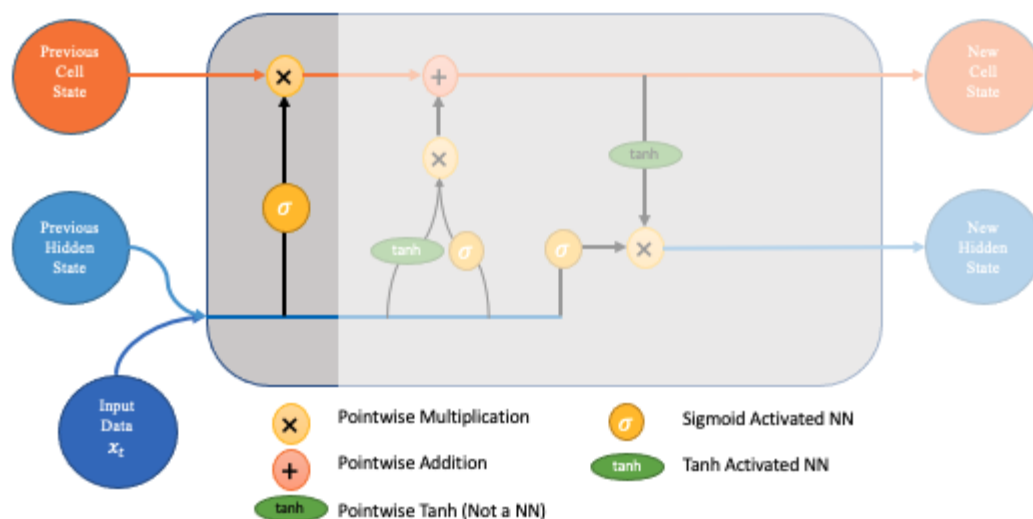 Previous
Cell
State
×
+
New
Cell
State
×
tanh
σ
Previous
Hidden
State
tanh
σ
σ
×
New
Hidden
State
Input
Data
xₜ
× Pointwise Multiplication
σ Sigmoid Activated NN
+ Pointwise Addition
tanh Tanh Activated NN
tanh Pointwise Tanh (Not a NN)